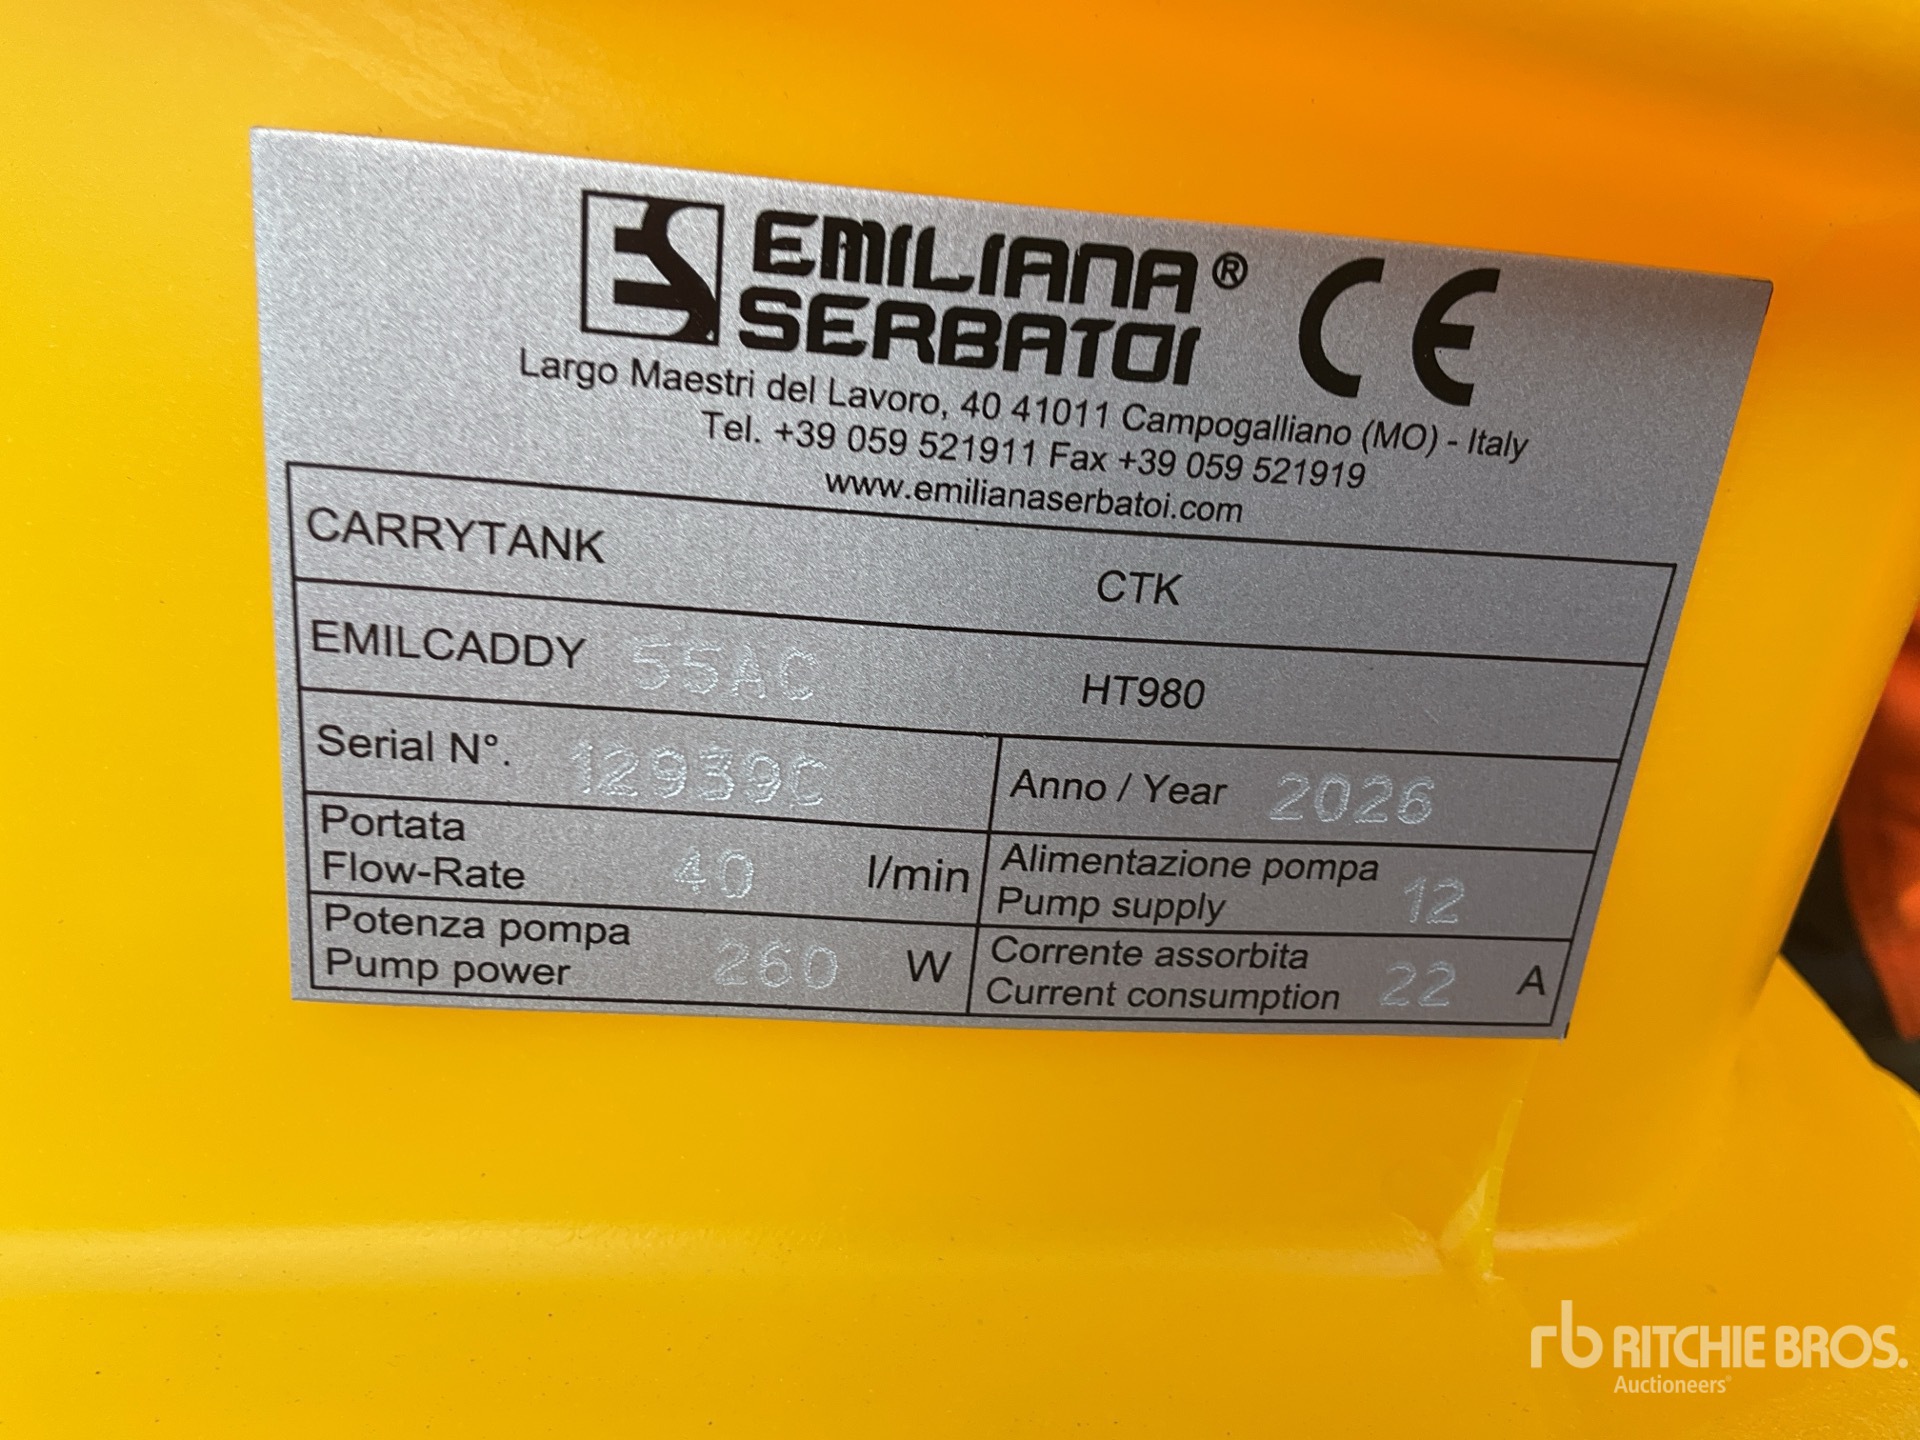 EMILIANA®
SERBATOI
CE
Largo Maestri del Lavoro, 40 41011 Campogalliano (MO) - Italy
Tel. +39 059 521911 Fax +39 059 521919
www.emilianaserbatoi.com
CARRYTANK CTK
EMILCADDY 55AC HT980
Serial N°. 12939C Anno / Year 2026
Portata
Flow-Rate 40 l/min
Alimentazione pompa
Pump supply 12
Potenza pompa
Pump power 260 W
Corrente assorbita
Current consumption 22 A
rb RITCHIE BROS.
Auctioneers